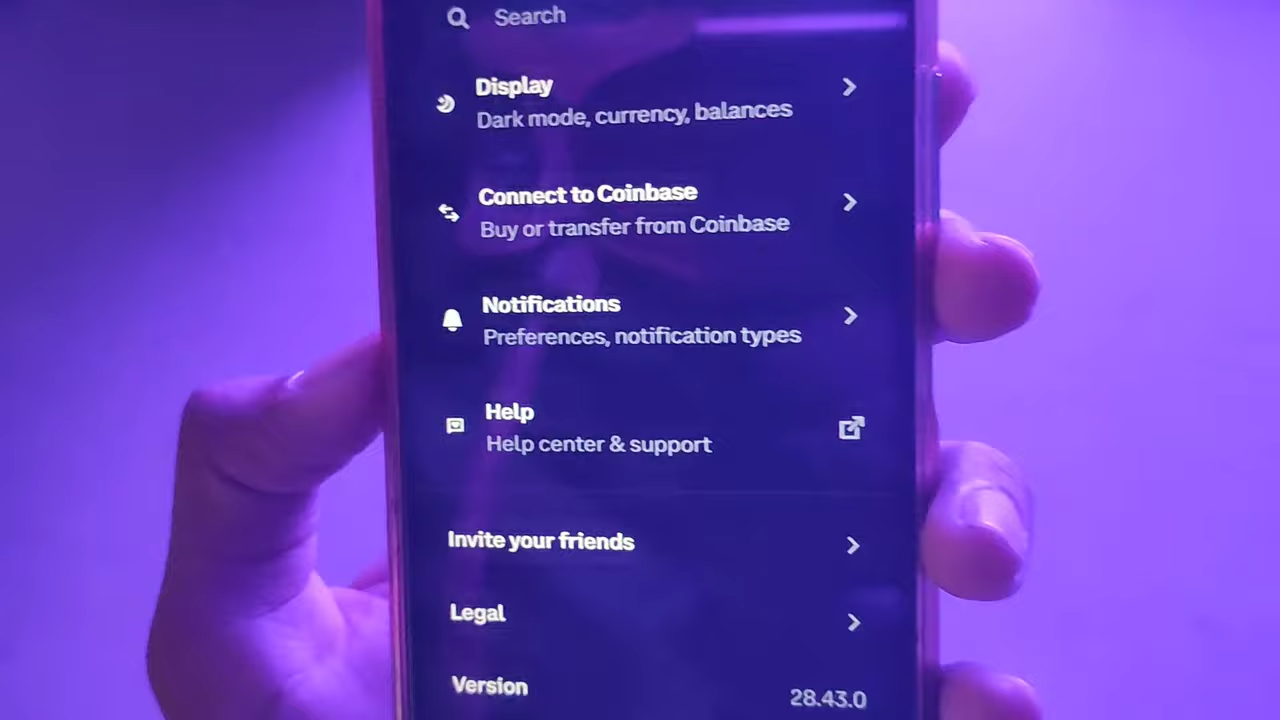 Search
Display
Dark mode, currency, balances
Connect to Coinbase
Buy or transfer from Coinbase
Notifications
Preferences, notification types
Help
Help center & support
Invite your friends
Legal
Version
28.43.0